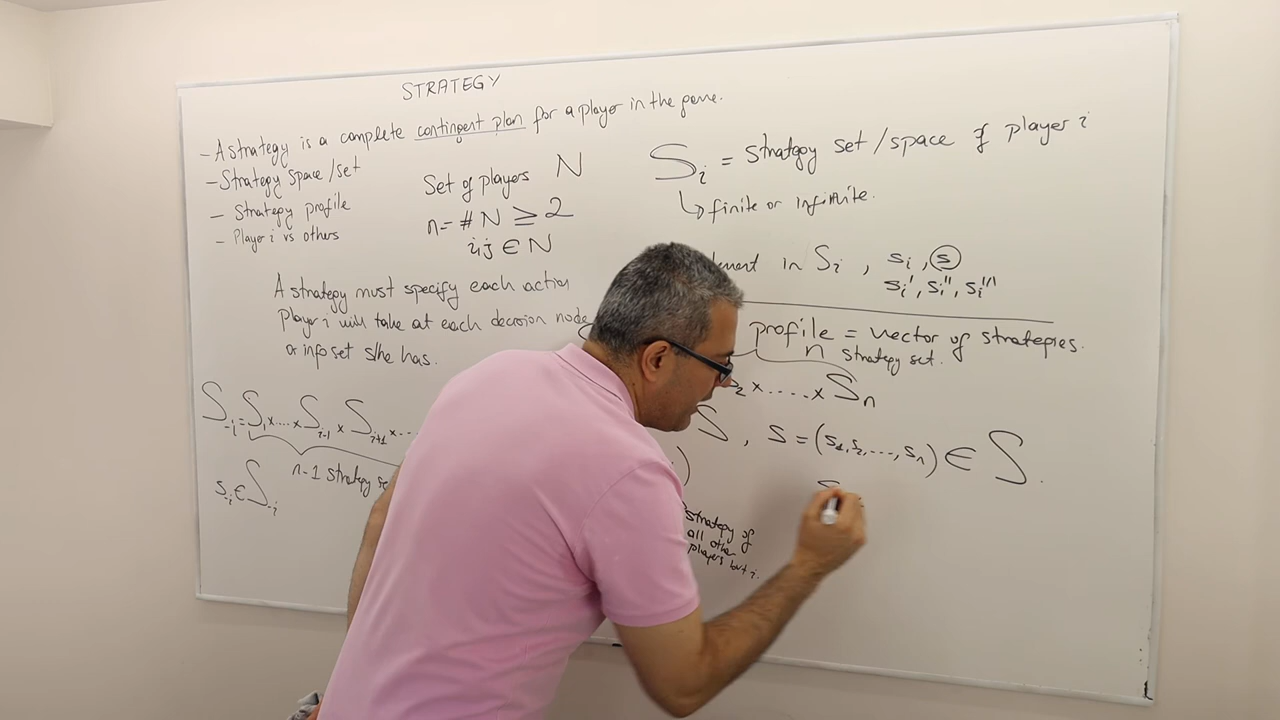 STRATEGY
- A strategy is a complete contingent plan for a player in the game.
- Strategy space/set
- Strategy profile
- Player i vs others
Set of players N
n = #N ≥ 2
i,j ∈ N
A strategy must specify each action
player i will take at each decision node
or info set s/he has.
S_-i = S_1 x .... x S_i-1 x S_i+1 x ...
n-1 strategy
s_-i ∈ S_-i
S_i = strategy set/space of player i
↳ finite or infinite.
in S_i , s_i , s
s_i', s_i'', s_i'''
profile = vector of strategies.
n strategy set.
2 x .... x S_n
S , s = (s_1, s_2, ..., s_n) ∈ S .
)
strategy of
all other
players but i.